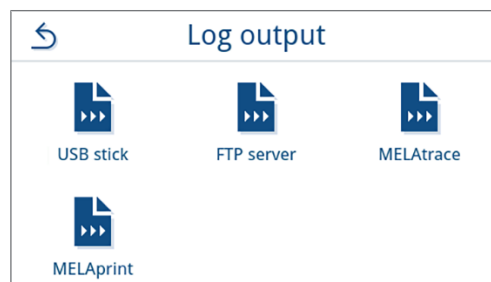 Log output
USB stick
FTP server
MELAtrace
MELAprint